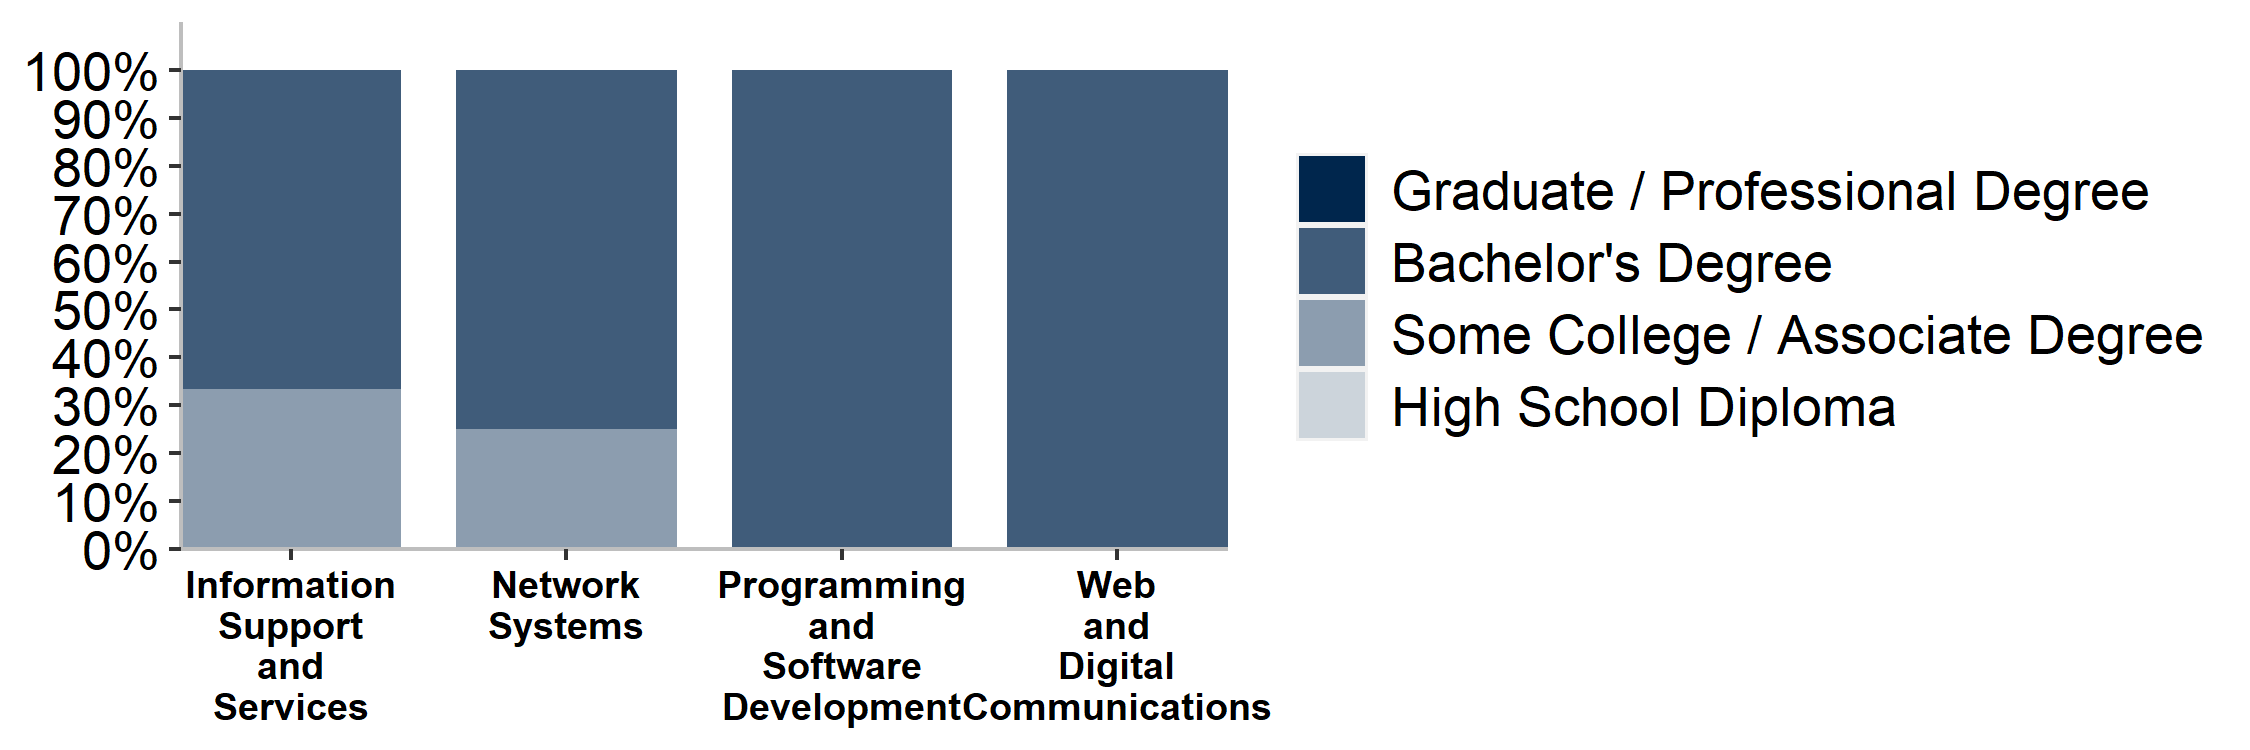 100%
90%
80%
70%
60%
50%
40%
30%
20%
10%
0%
Information
Support
and
Services
Network
Systems
Programming
and
Software
Development
Web
and
Digital
Communications
Graduate / Professional Degree
Bachelor's Degree
Some College / Associate Degree
High School Diploma